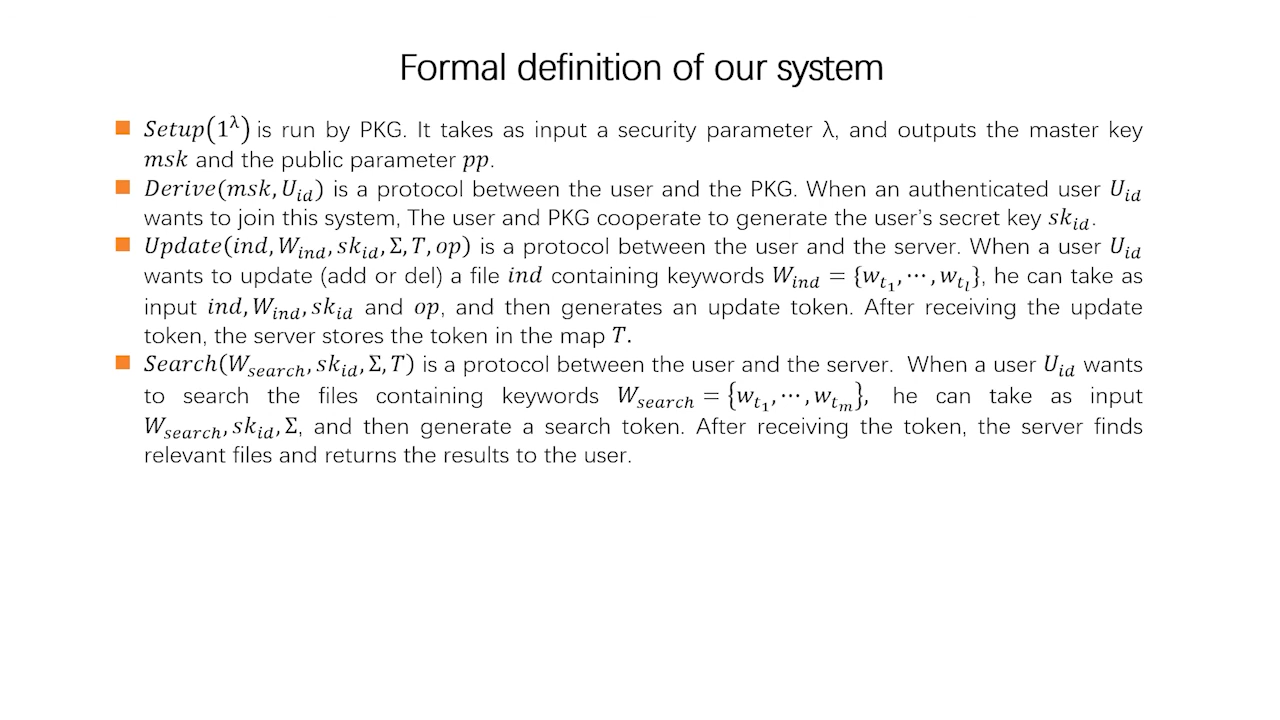 Formal definition of our system
■ Setup(1^λ) is run by PKG. It takes as input a security parameter λ, and outputs the master key
msk and the public parameter pp.
■ Derive(msk, U_id) is a protocol between the user and the PKG. When an authenticated user U_id
wants to join this system, The user and PKG cooperate to generate the user's secret key sk_id.
■ Update(ind, W_ind, sk_id, Σ, T, op) is a protocol between the user and the server. When a user U_id
wants to update (add or del) a file ind containing keywords W_ind = {w_{t_1}, ⋯, w_{t_l}}, he can take as
input ind, W_ind, sk_id and op, and then generates an update token. After receiving the update
token, the server stores the token in the map T.
■ Search(W_search, sk_id, Σ, T) is a protocol between the user and the server. When a user U_id wants
to search the files containing keywords W_search = {w_{t_1}, ⋯, w_{t_m}}, he can take as input
W_search, sk_id, Σ, and then generate a search token. After receiving the token, the server finds
relevant files and returns the results to the user.